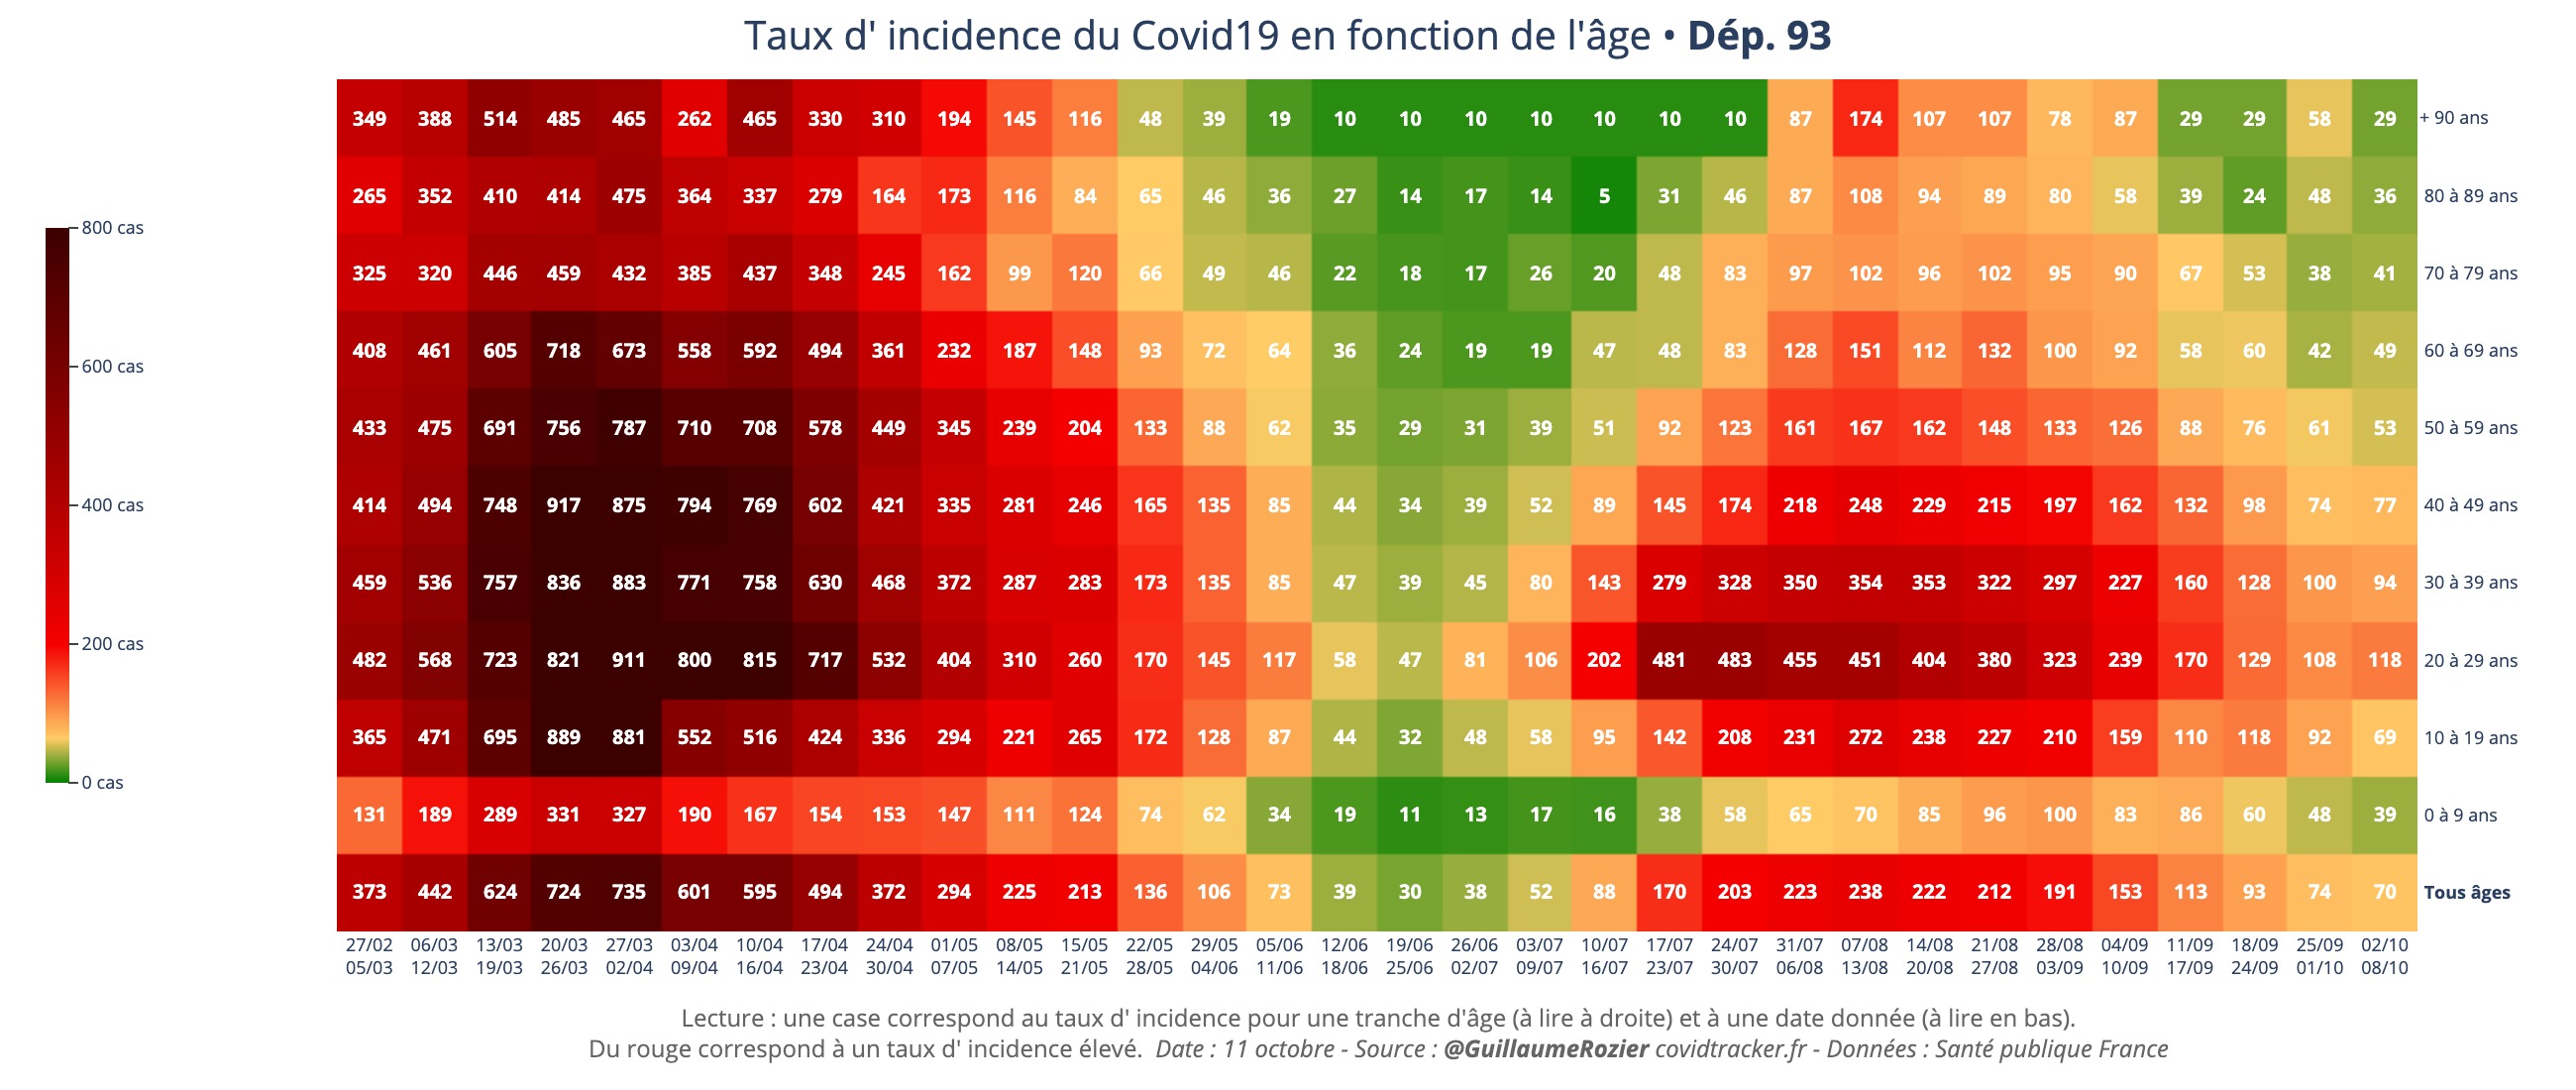 Taux d' incidence du Covid19 en fonction de l'âge • Dép. 93
349 388 514 485 465 262 465 330 310 194 145 116 48 39 19 10 10 10 10 10 10 10 87 174 107 107 78 87 29 29 58 29 + 90 ans
265 352 410 414 475 364 337 279 164 173 116 84 65 46 36 27 14 17 14 5 31 46 87 108 94 89 80 58 39 24 48 36 80 à 89 ans
800 cas
325 320 446 459 432 385 437 348 245 162 99 120 66 49 46 22 18 17 26 20 48 83 97 102 96 102 95 90 67 53 38 41 70 à 79 ans
408 461 605 718 673 558 592 494 361 232 187 148 93 72 64 36 24 19 19 47 48 83 128 151 112 132 100 92 58 60 42 49 60 à 69 ans
600 cas
433 475 691 756 787 710 708 578 449 345 239 204 133 88 62 35 29 31 39 51 92 123 161 167 162 148 133 126 88 76 61 53 50 à 59 ans
400 cas
414 494 748 917 875 794 769 602 421 335 281 246 165 135 85 44 34 39 52 89 145 174 218 248 229 215 197 162 132 98 74 77 40 à 49 ans
459 536 757 836 883 771 758 630 468 372 287 283 173 135 85 47 39 45 80 143 279 328 350 354 353 322 297 227 160 128 100 94 30 à 39 ans
200 cas
482 568 723 821 911 800 815 717 532 404 310 260 170 145 117 58 47 81 106 202 481 483 455 451 404 380 323 239 170 129 108 118 20 à 29 ans
365 471 695 889 881 552 516 424 336 294 221 265 172 128 87 44 32 48 58 95 142 208 231 272 238 227 210 159 110 118 92 69 10 à 19 ans
0 cas
131 189 289 331 327 190 167 154 153 147 111 124 74 62 34 19 11 13 17 16 38 58 65 70 85 96 100 83 86 60 48 39 0 à 9 ans
373 442 624 724 735 601 595 494 372 294 225 213 136 106 73 39 30 38 52 88 170 203 223 238 222 212 191 153 113 93 74 70 Tous âges
27/02 06/03 13/03 20/03 27/03 03/04 10/04 17/04 24/04 01/05 08/05 15/05 22/05 29/05 05/06 12/06 19/06 26/06 03/07 10/07 17/07 24/07 31/07 07/08 14/08 21/08 28/08 04/09 11/09 18/09 25/09 02/10
05/03 12/03 19/03 26/03 02/04 09/04 16/04 23/04 30/04 07/05 14/05 21/05 28/05 04/06 11/06 18/06 25/06 02/07 09/07 16/07 23/07 30/07 06/08 13/08 20/08 27/08 03/09 10/09 17/09 24/09 01/10 08/10
Lecture : une case correspond au taux d' incidence pour une tranche d'âge (à lire à droite) et à une date donnée (à lire en bas).
Du rouge correspond à un taux d' incidence élevé. Date : 11 octobre - Source : @GuillaumeRozier covidtracker.fr - Données : Santé publique France